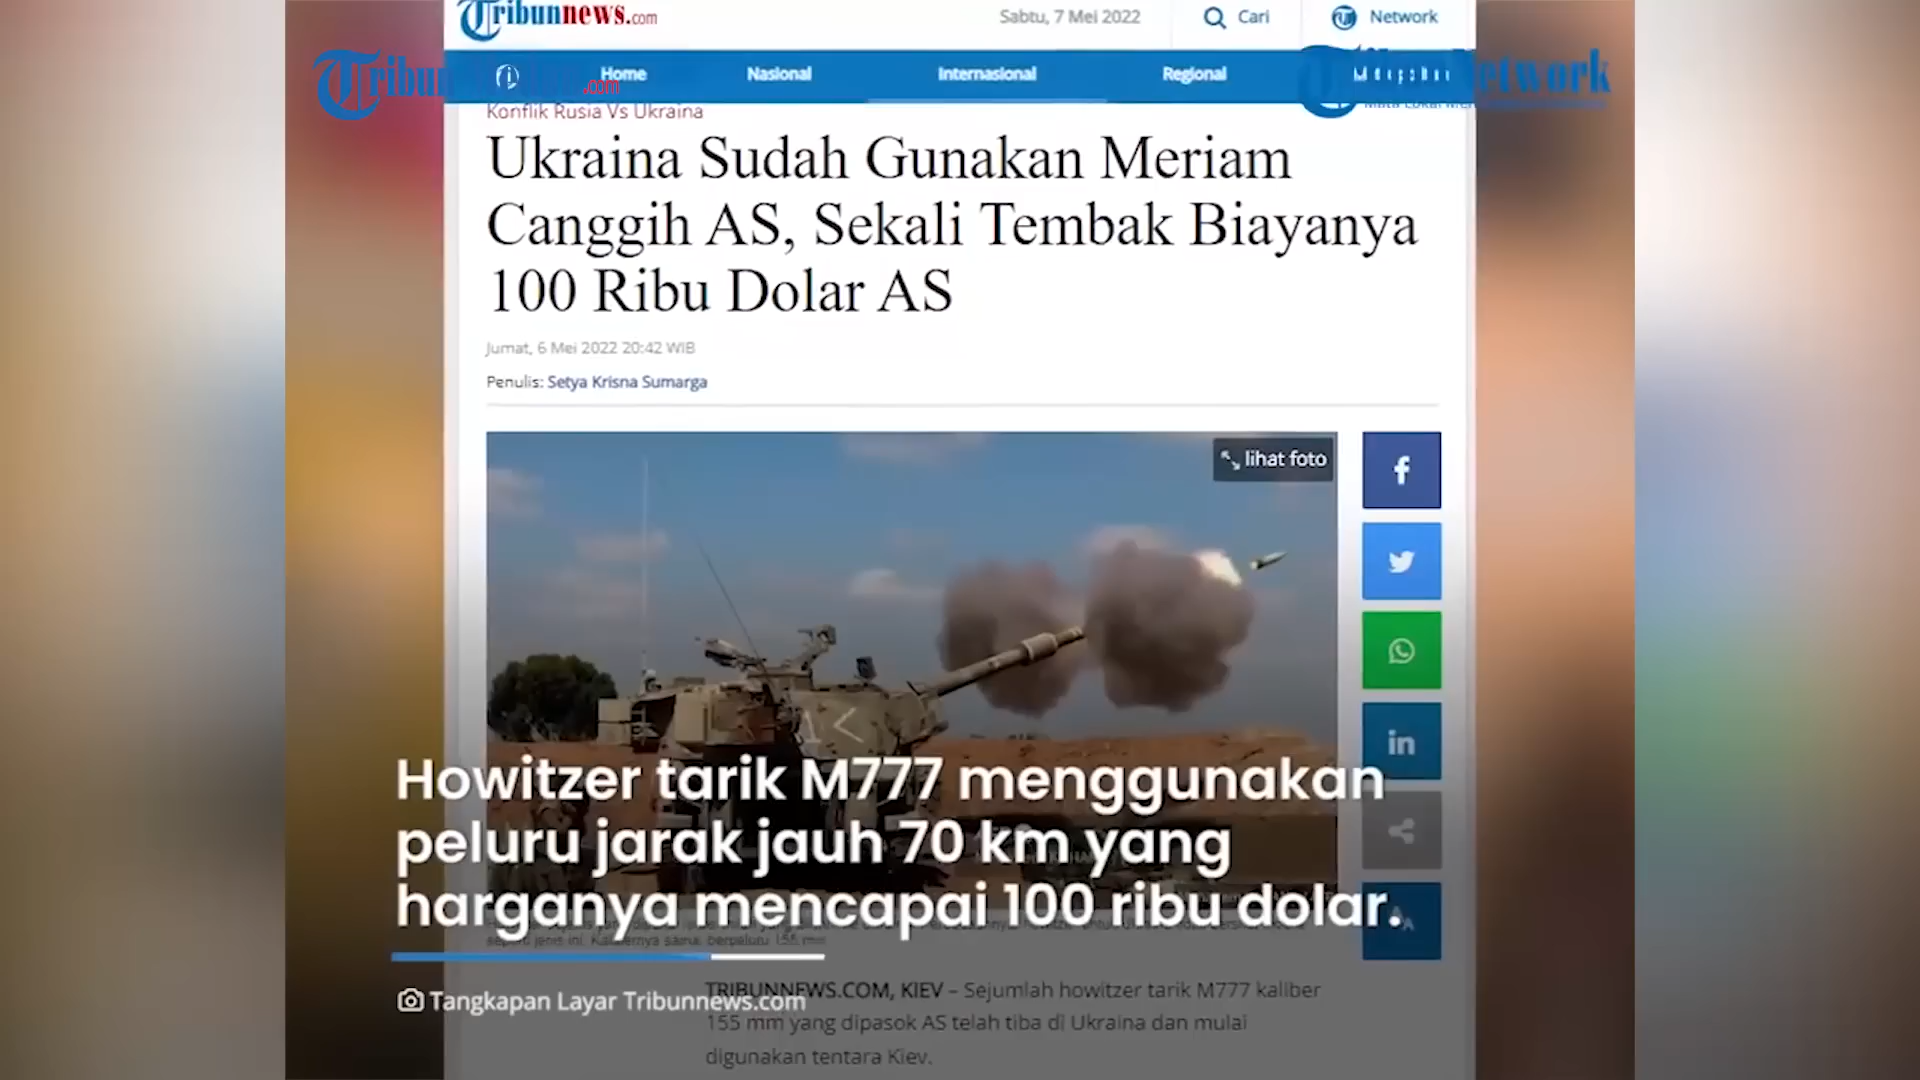 Tribunnews.com
Sabtu, 7 Mei 2022
Cari
Network
Home
Nasional
Internasional
Regional
Tribun Network
Konflik Rusia Vs Ukraina
Ukraina Sudah Gunakan Meriam
Canggih AS, Sekali Tembak Biayanya
100 Ribu Dolar AS
Jumat, 6 Mei 2022 20:42 WIB
Penulis: Setya Krisna Sumarga
lihat foto
Howitzer tarik M777 menggunakan
peluru jarak jauh 70 km yang
harganya mencapai 100 ribu dolar.
Tangkapan Layar Tribunnews.com
TRIBUNNEWS.COM, KIEV – Sejumlah howitzer tarik M777 kaliber
155 mm yang dipasok AS telah tiba di Ukraina dan mulai
digunakan tentara Kiev.